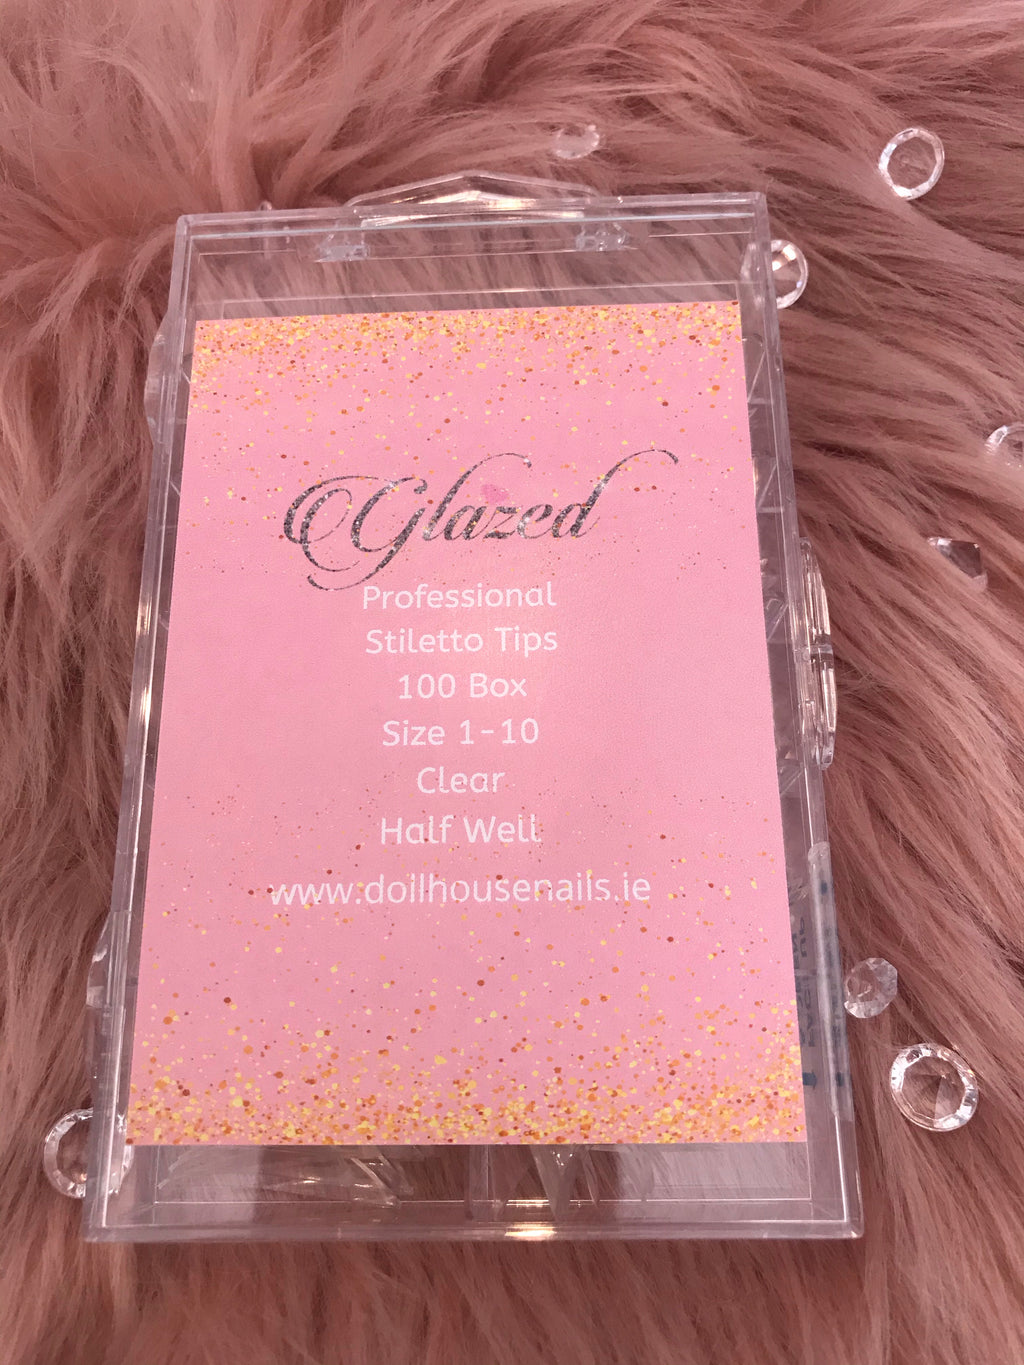 Glazed
Professional
Stiletto Tips
100 Box
Size 1-10
Clear
Half Well
www.dollhousenails.ie